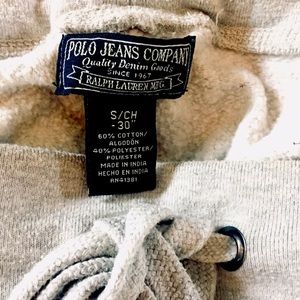 POLO JEANS COMPANY
Quality Denim Goods
SINCE 1967
RALPH LAUREN MFG.
S/CH
-30"
60% COTTON/
ALGODON
40% POLYESTER/
POLIESTER
MADE IN INDIA
HECHO EN INDIA
RN41381